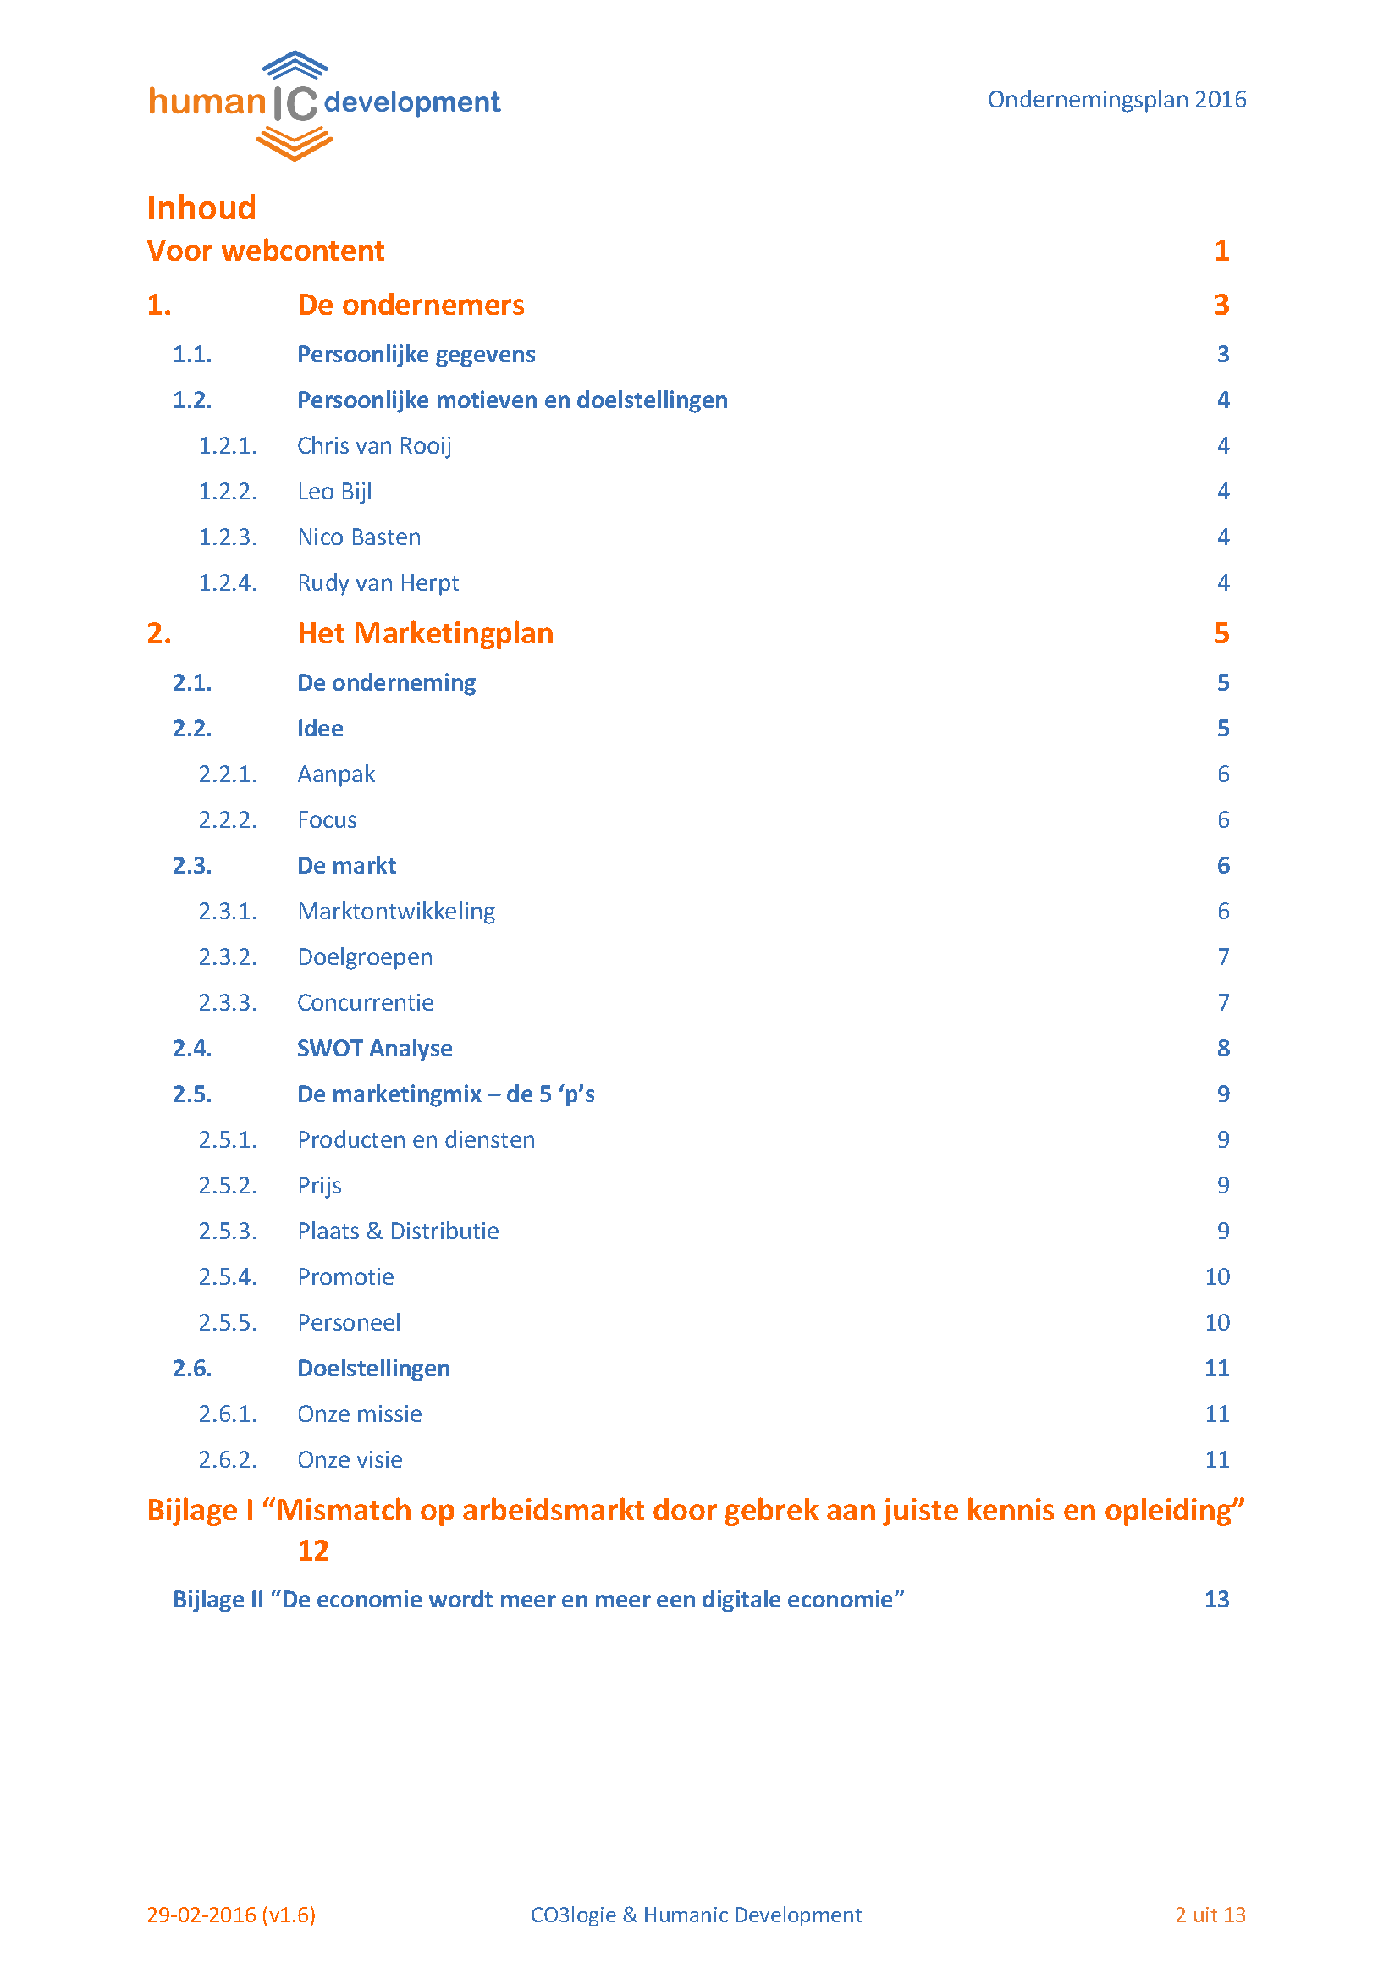 humanICdevelopment
Ondernemingsplan 2016
Inhoud
Voor webcontent 1
1. De ondernemers 3
1.1. Persoonlijke gegevens 3
1.2. Persoonlijke motieven en doelstellingen 4
1.2.1. Chris van Rooij 4
1.2.2. Lea Bijl 4
1.2.3. Nico Basten 4
1.2.4. Rudy van Herpt 4
2. Het Marketingplan 5
2.1. De onderneming 5
2.2. Idee 5
2.2.1. Aanpak 6
2.2.2. Focus 6
2.3. De markt 6
2.3.1. Marktontwikkeling 6
2.3.2. Doelgroepen 7
2.3.3. Concurrentie 7
2.4. SWOT Analyse 8
2.5. De marketingmix – de 5 ‘p’s 9
2.5.1. Producten en diensten 9
2.5.2. Prijs 9
2.5.3. Plaats & Distributie 9
2.5.4. Promotie 10
2.5.5. Personeel 10
2.6. Doelstellingen 11
2.6.1. Onze missie 11
2.6.2. Onze visie 11
Bijlage I “Mismatch op arbeidsmarkt door gebrek aan juiste kennis en opleiding”
12
Bijlage II “De economie wordt meer en meer een digitale economie” 13
29-02-2016 (v1.6) CO3logie & Humanic Development 2 uit 13